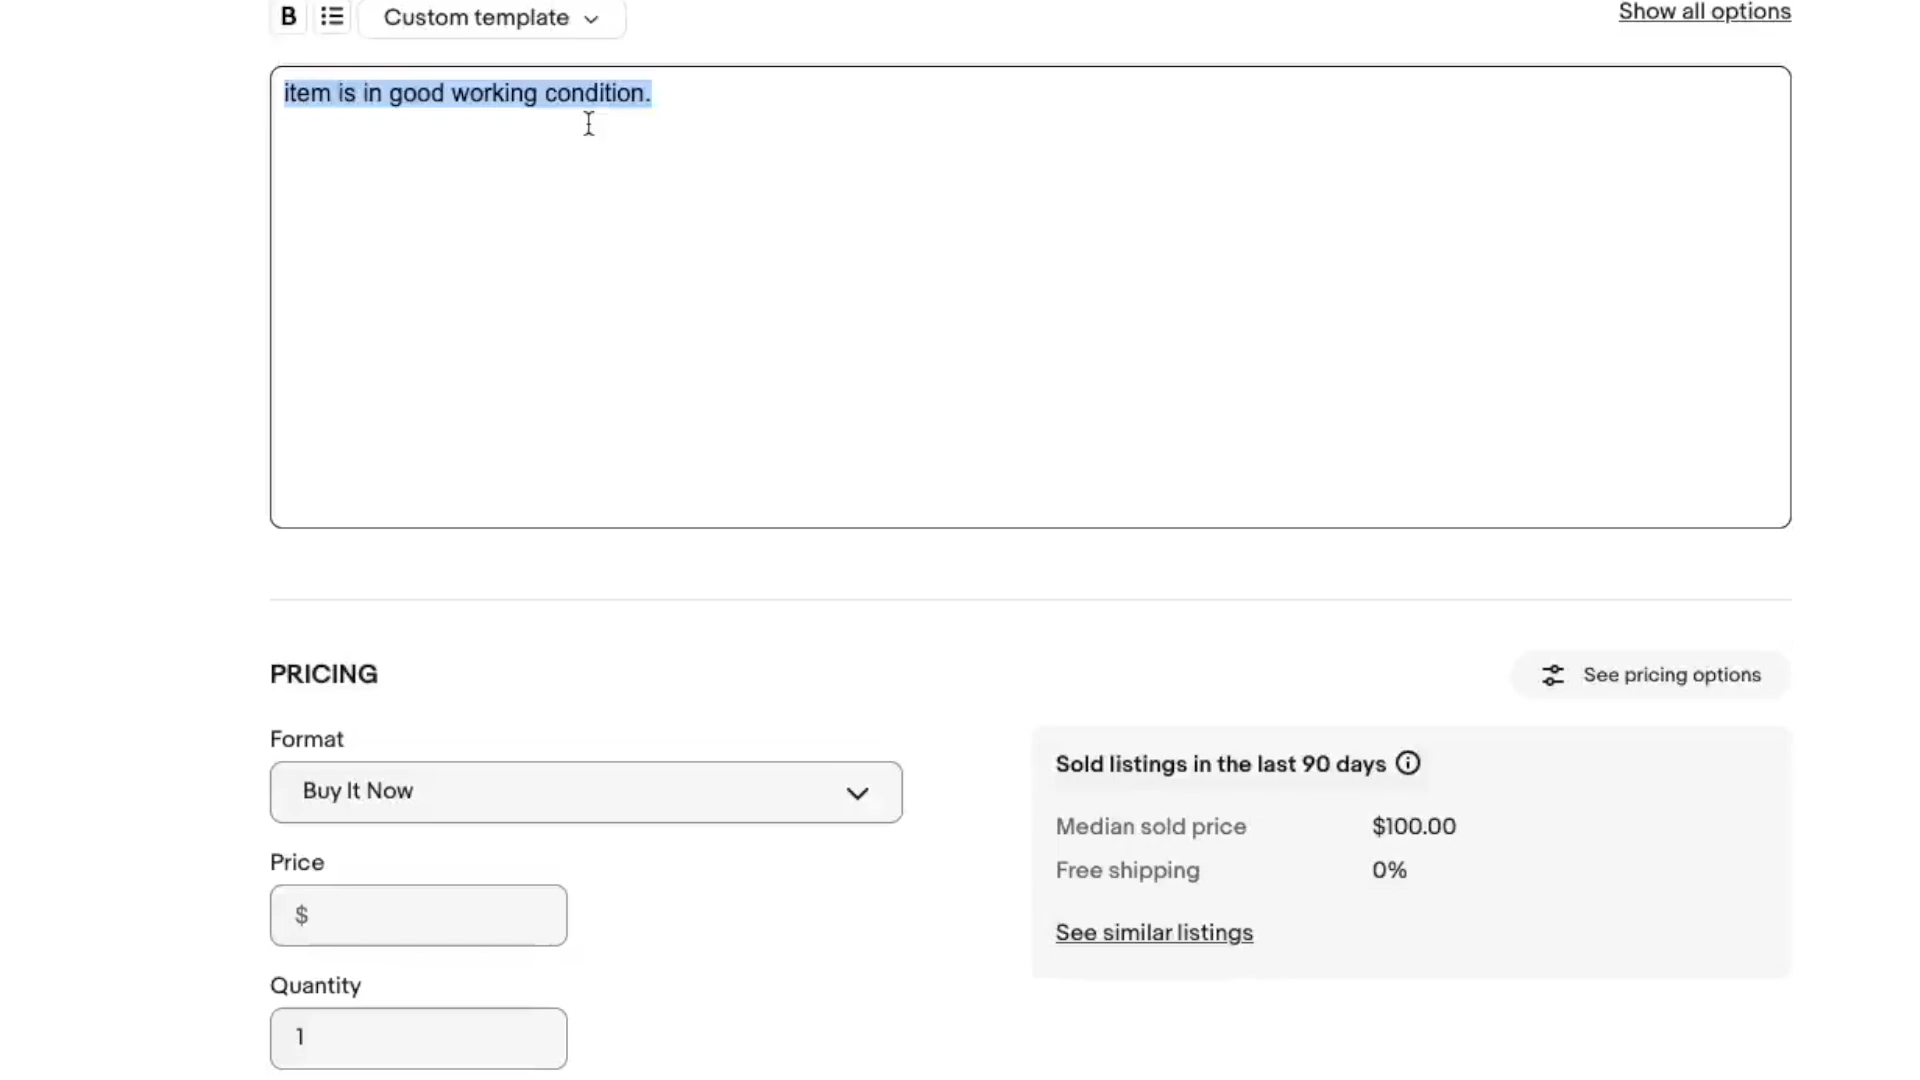 B Custom template Show all options
item is in good working condition.
PRICING See pricing options
Format
Buy It Now
Sold listings in the last 90 days
Median sold price $100.00
Free shipping 0%
See similar listings
Price
$
Quantity
1